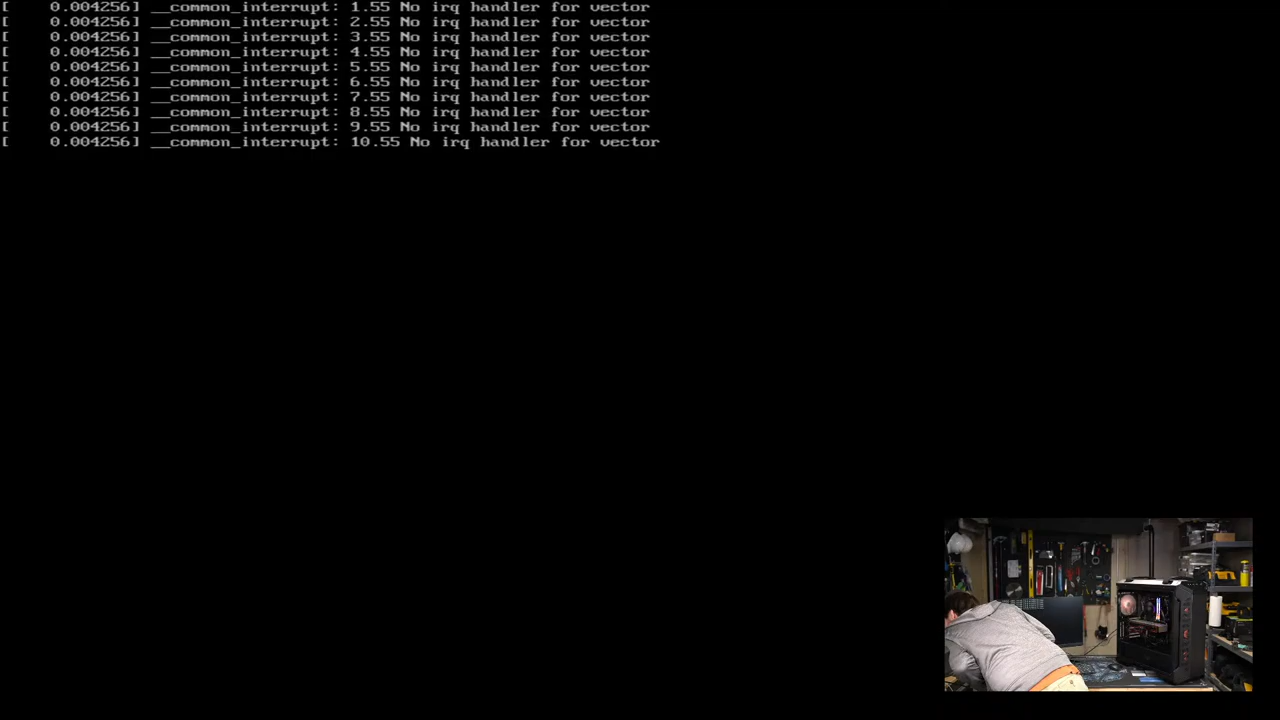 [    0.004256] __common_interrupt: 1.55 No irq handler for vector
[    0.004256] __common_interrupt: 2.55 No irq handler for vector
[    0.004256] __common_interrupt: 3.55 No irq handler for vector
[    0.004256] __common_interrupt: 4.55 No irq handler for vector
[    0.004256] __common_interrupt: 5.55 No irq handler for vector
[    0.004256] __common_interrupt: 6.55 No irq handler for vector
[    0.004256] __common_interrupt: 7.55 No irq handler for vector
[    0.004256] __common_interrupt: 8.55 No irq handler for vector
[    0.004256] __common_interrupt: 9.55 No irq handler for vector
[    0.004256] __common_interrupt: 10.55 No irq handler for vector